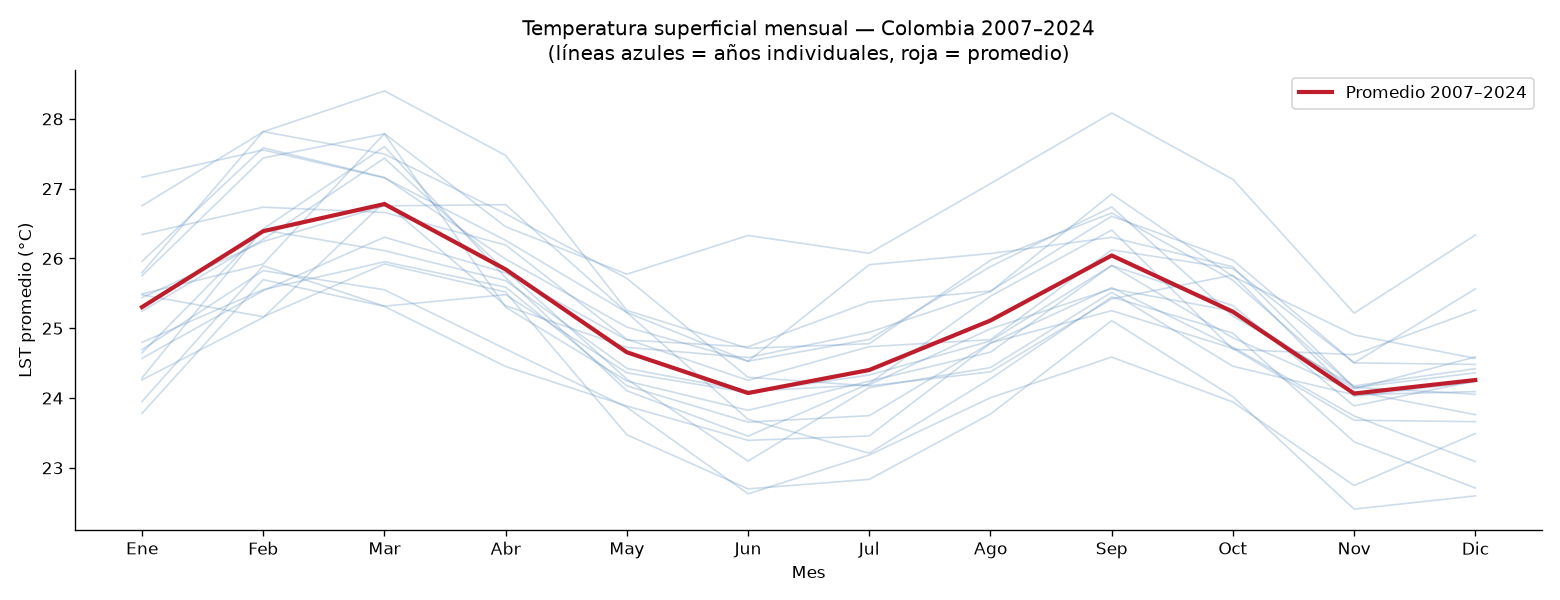 Temperatura superficial mensual — Colombia 2007–2024
(líneas azules = años individuales, roja = promedio)
Promedio 2007–2024
LST promedio (°C)
28
27
26
25
24
23
Ene
Feb
Mar
Abr
May
Jun
Jul
Ago
Sep
Oct
Nov
Dic
Mes